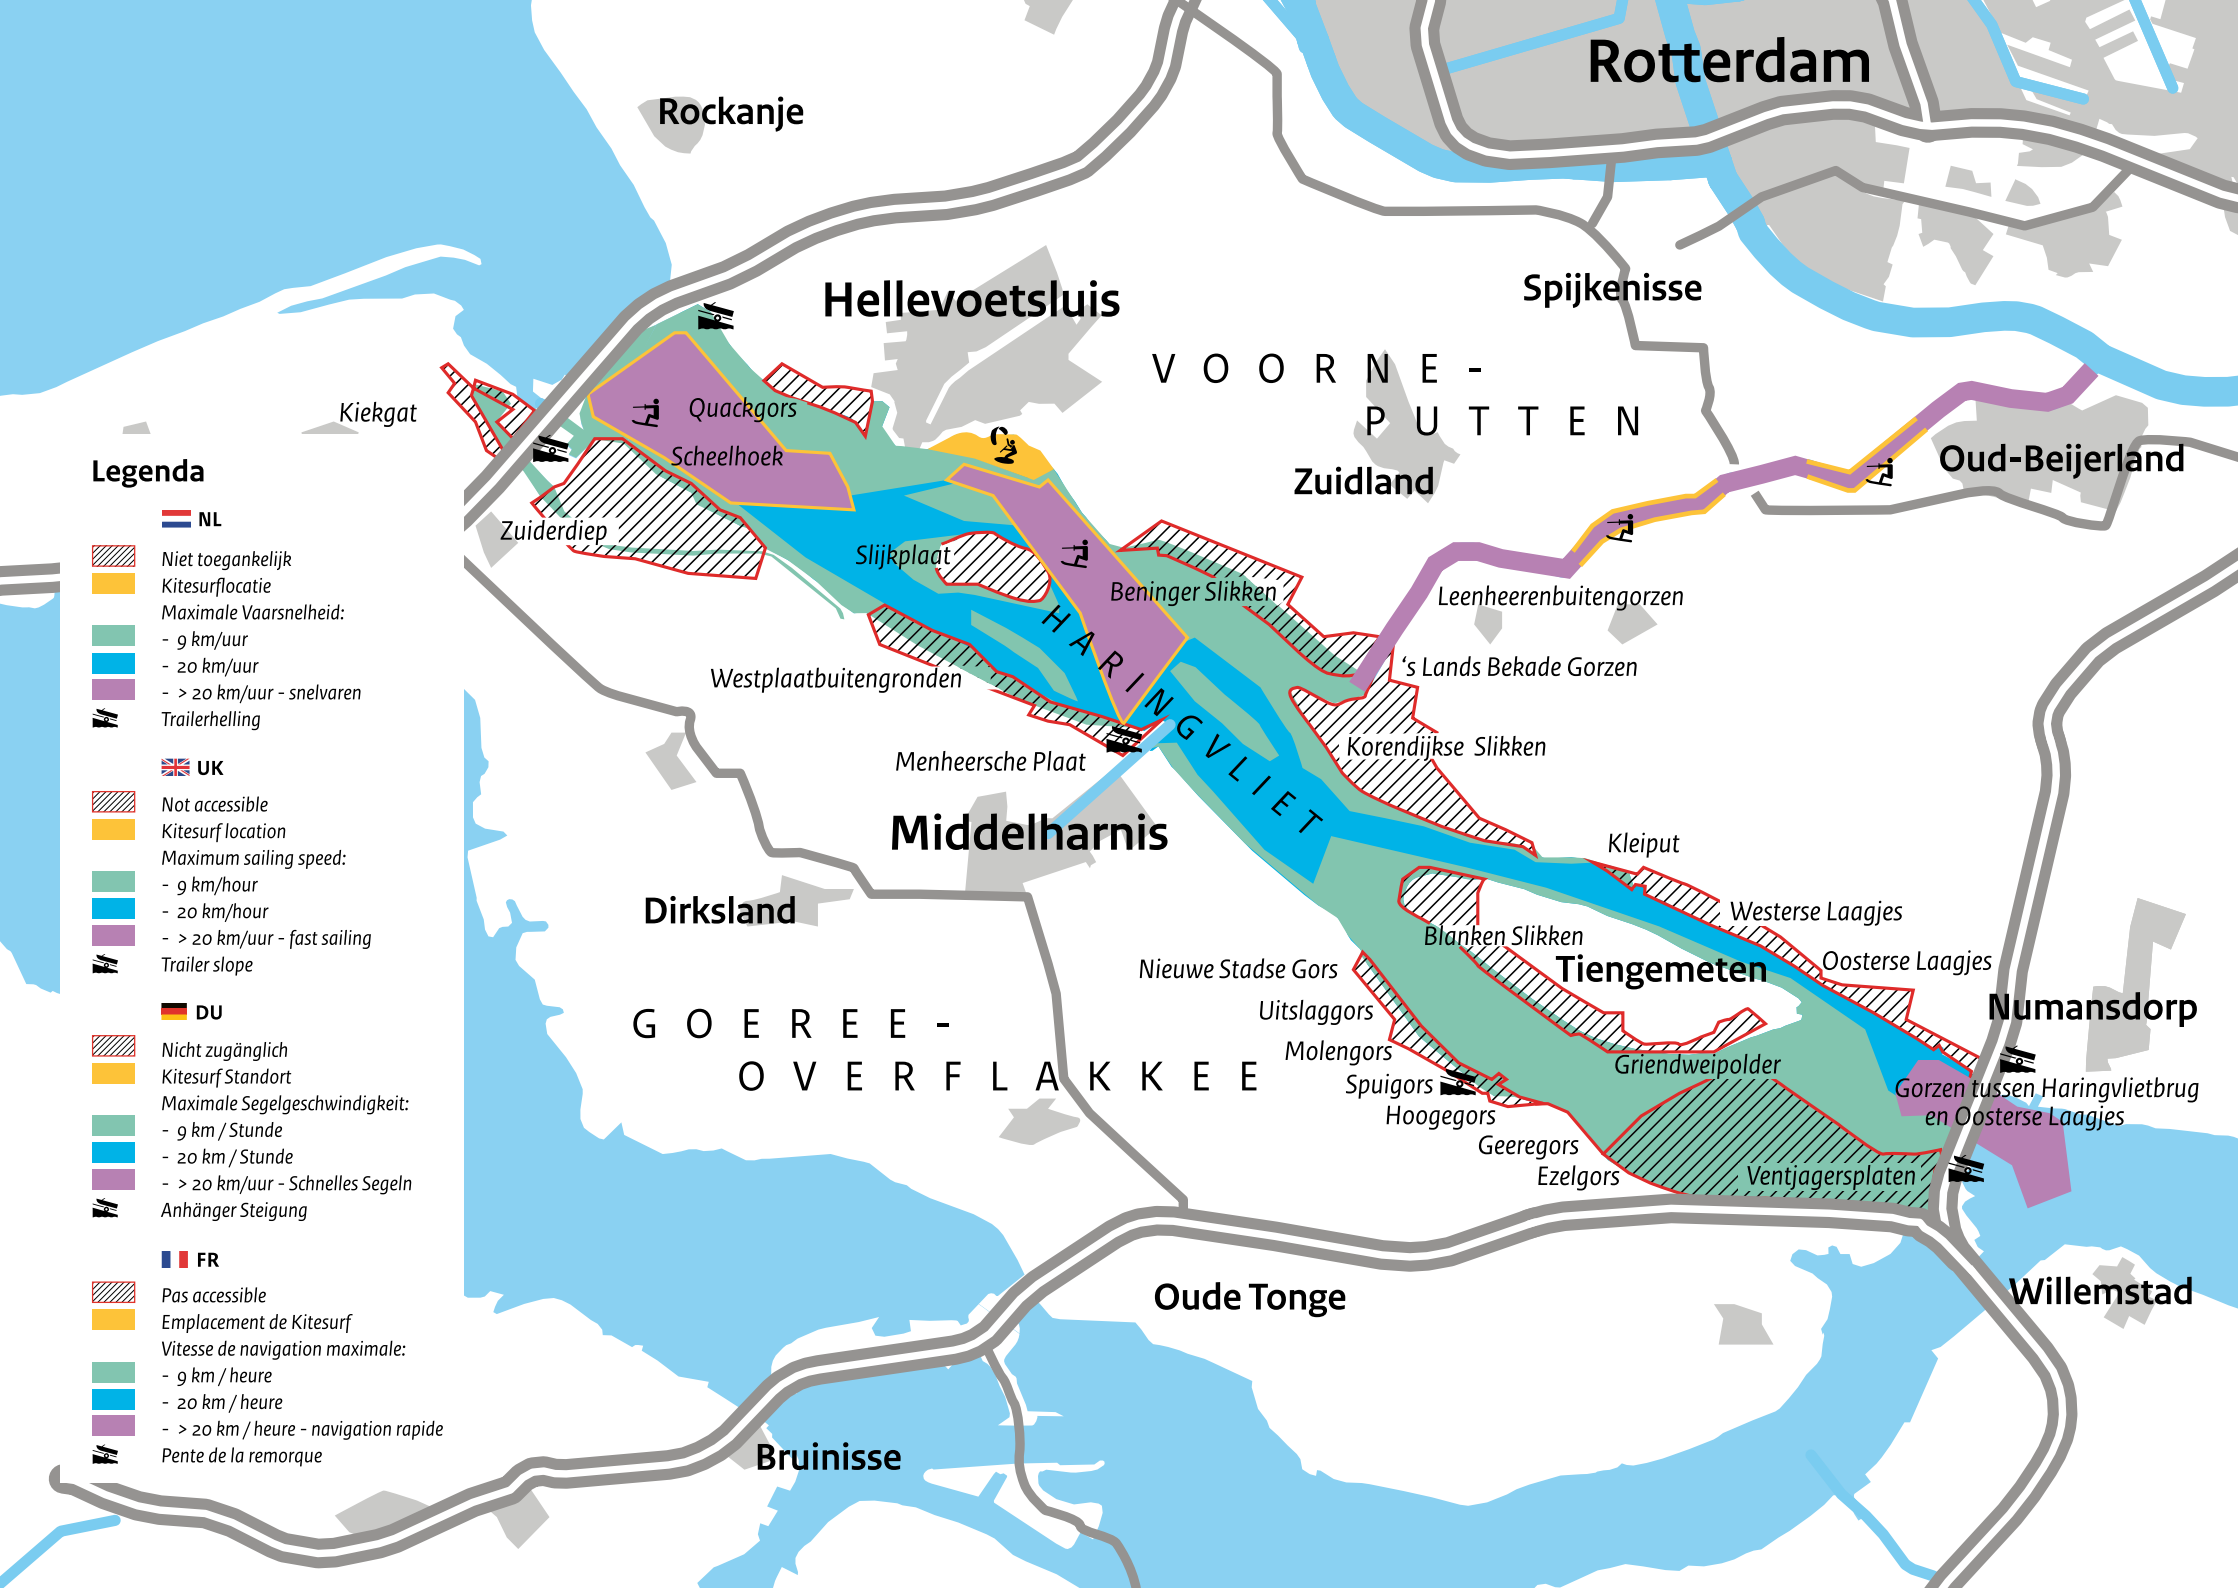 Rotterdam
Rockanje
Hellevoetsluis
Spijkenisse
VOORNE-
PUTTEN
Kiekgat
Quackgors
Scheelhoek
Zuidland
Oud-Beijerland
Zuiderdiep
Slijkplaat
Beninger Slikken
Leenheerenbuitengorzen
HARINGVLIET
Westplaatbuitengronden
‘s Lands Bekade Gorzen
Menheersche Plaat
Korendijkse Slikken
Middelharnis
Kleiput
Dirksland
Westerse Laagjes
Blanken Slikken
Nieuwe Stadse Gors
Tiengemeten
Oosterse Laagjes
Uitslaggors
Numansdorp
GOEREE-
OVERFLAKKEE
Molengors
Griendweipolder
Spuigors
Gorzen tussen Haringvlietbrug
en Oosterse Laagjes
Hoogegors
Geeregors
Ezelgors
Ventjagersplaten
Oude Tonge
Willemstad
Bruinisse
Legenda
NL
Niet toegankelijk
Kitesurflocatie
Maximale Vaarsnelheid:
- 9 km/uur
- 20 km/uur
- > 20 km/uur - snelvaren
Trailerhelling
UK
Not accessible
Kitesurf location
Maximum sailing speed:
- 9 km/hour
- 20 km/hour
- > 20 km/uur - fast sailing
Trailer slope
DU
Nicht zugänglich
Kitesurf Standort
Maximale Segelgeschwindigkeit:
- 9 km / Stunde
- 20 km / Stunde
- > 20 km/uur - Schnelles Segeln
Anhänger Steigung
FR
Pas accessible
Emplacement de Kitesurf
Vitesse de navigation maximale:
- 9 km / heure
- 20 km / heure
- > 20 km / heure - navigation rapide
Pente de la remorque